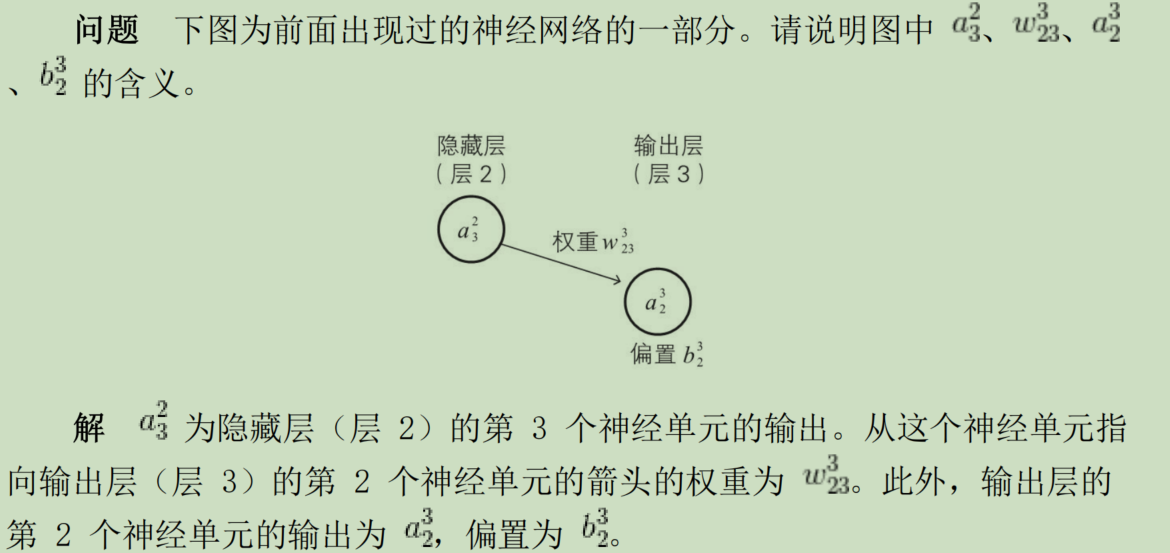 问题 下图为前面出现过的神经网络的一部分。请说明图中 $a_3^2$、$w_{23}^3$、$a_2^3$
、$b_2^3$ 的含义。
隐藏层 输出层
（层 2） （层 3）
$a_3^2$
权重 $w_{23}^3$
$a_2^3$
偏置 $b_2^3$
解 $a_3^2$ 为隐藏层（层 2）的第 3 个神经单元的输出。从这个神经单元指
向输出层（层 3）的第 2 个神经单元的箭头的权重为 $w_{23}^3$。此外，输出层的
第 2 个神经单元的输出为 $a_2^3$，偏置为 $b_2^3$。